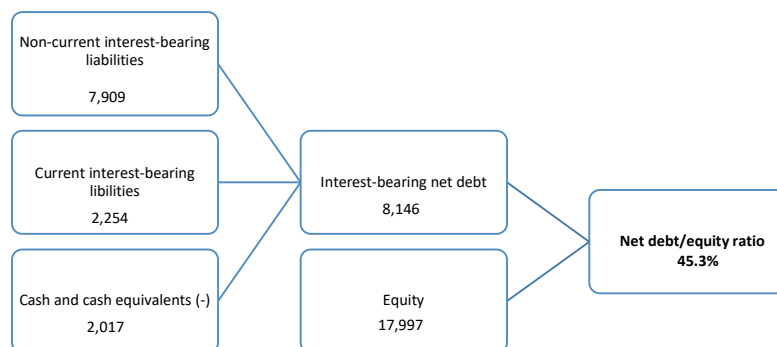 Non-current interest-bearing
liabilities
7,909
Current interest-bearing
libilities
2,254
Cash and cash equivalents (-)
2,017
Interest-bearing net debt
8,146
Equity
17,997
Net debt/equity ratio
45.3%